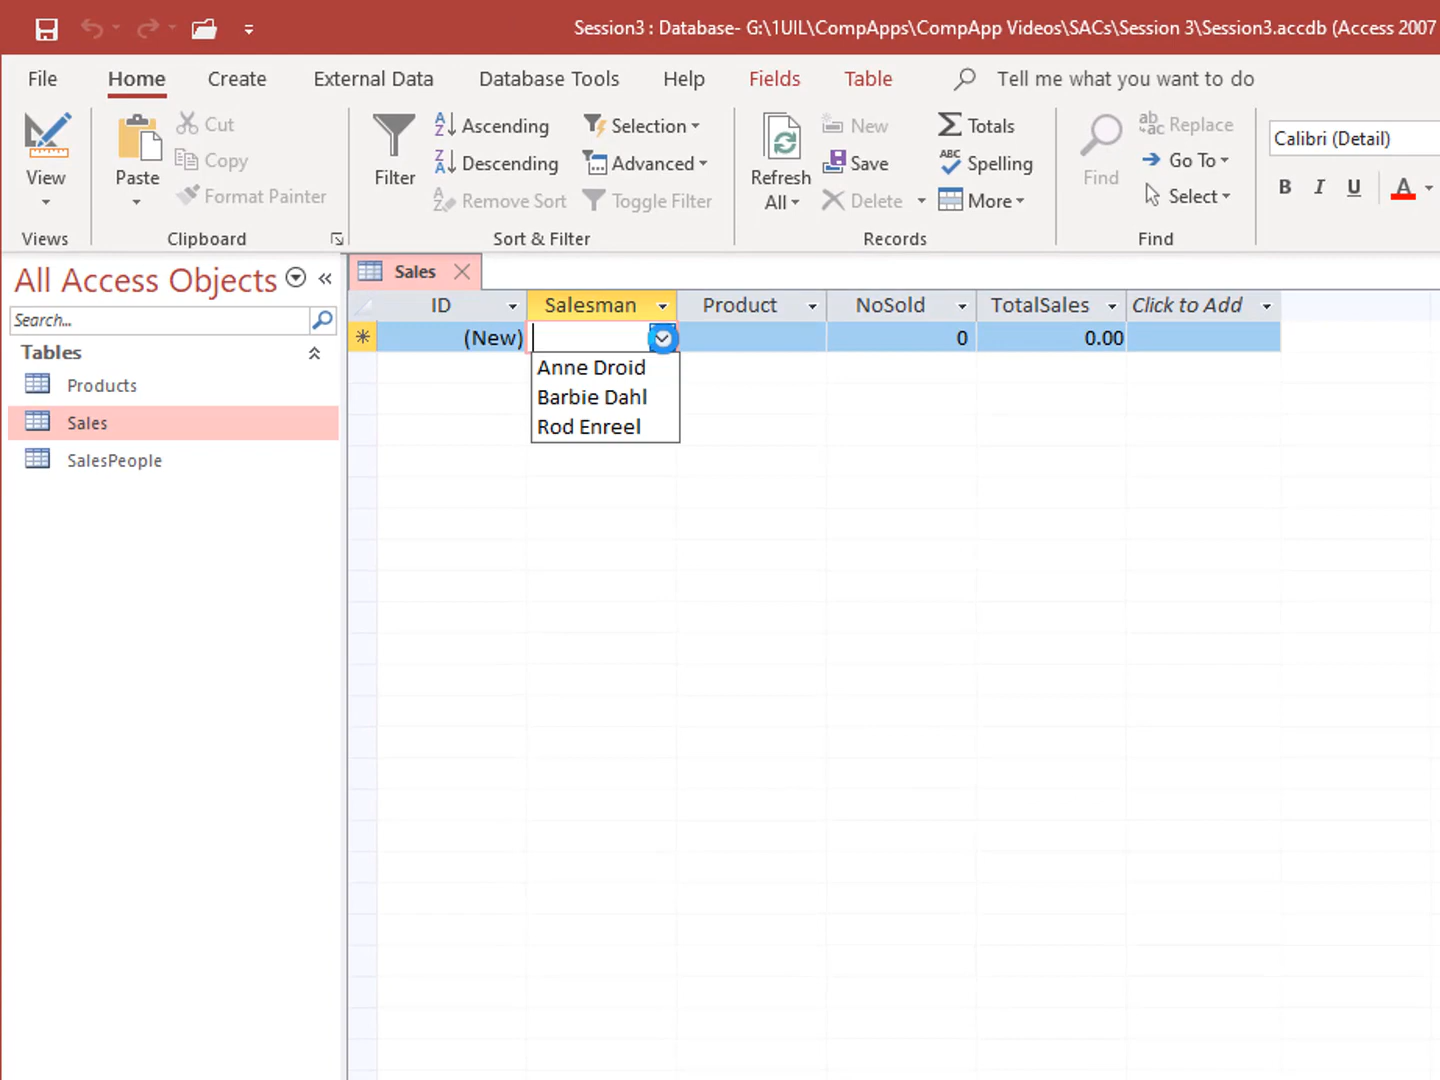 Session3 : Database- G:\1UIL\CompApps\CompApp Videos\SACs\Session 3\Session3.accdb (Access 2007
File Home Create External Data Database Tools Help Fields Table Tell me what you want to do
View
Views
Paste
Cut
Copy
Format Painter
Clipboard
Filter
Ascending
Descending
Remove Sort
Selection
Advanced
Toggle Filter
Sort & Filter
Refresh
All
New
Save
Delete
Totals
Spelling
More
Records
Find
Replace
Go To
Select
Find
Calibri (Detail)
B I U A
All Access Objects
Search...
Tables
Products
Sales
SalesPeople
Sales
ID Salesman Product NoSold TotalSales Click to Add
(New) 0 0.00
Anne Droid
Barbie Dahl
Rod Enreel